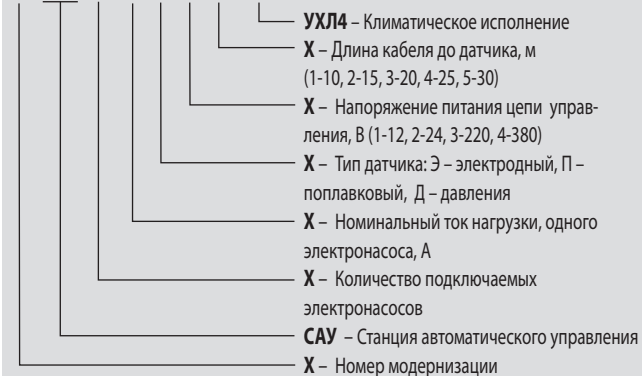 УХЛ4 – Климатическое исполнение
Х – Длина кабеля до датчика, м
(1-10, 2-15, 3-20, 4-25, 5-30)
Х – Напоряжение питания цепи управ-
ления, В (1-12, 2-24, 3-220, 4-380)
Х – Тип датчика: Э – электродный, П –
поплавковый, Д – давления
Х – Номинальный ток нагрузки, одного
электронасоса, А
Х – Количество подключаемых
электронасосов
САУ – Станция автоматического управления
Х – Номер модернизации